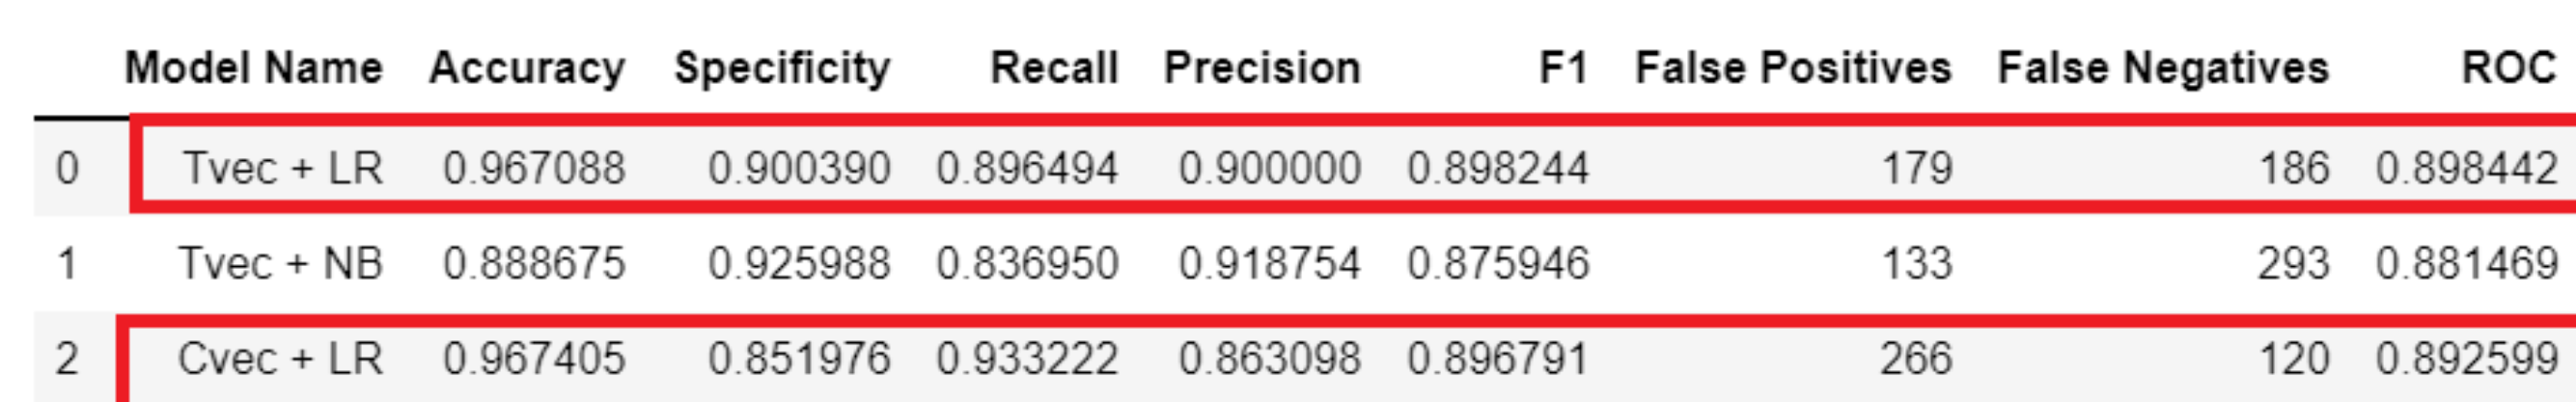 Model Name Accuracy Specificity Recall Precision F1 False Positives False Negatives ROC
0 Tvec + LR 0.967088 0.900390 0.896494 0.900000 0.898244 179 186 0.898442
1 Tvec + NB 0.888675 0.925988 0.836950 0.918754 0.875946 133 293 0.881469
2 Cvec + LR 0.967405 0.851976 0.933222 0.863098 0.896791 266 120 0.892599